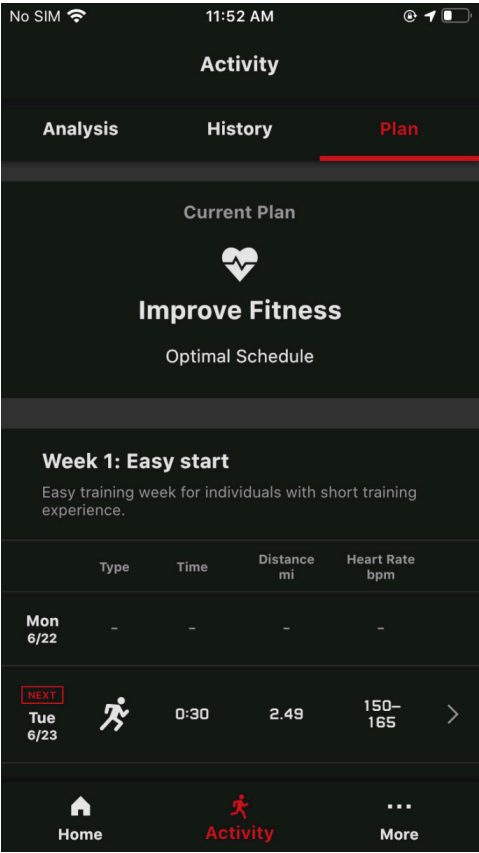 No SIM 11:52 AM
Activity
Analysis History Plan
Current Plan
Improve Fitness
Optimal Schedule
Week 1: Easy start
Easy training week for individuals with short training
experience.
Type Time Distance mi Heart Rate bpm
Mon 6/22 - - - -
NEXT
Tue 6/23 0:30 2.49 150–165
Home Activity More